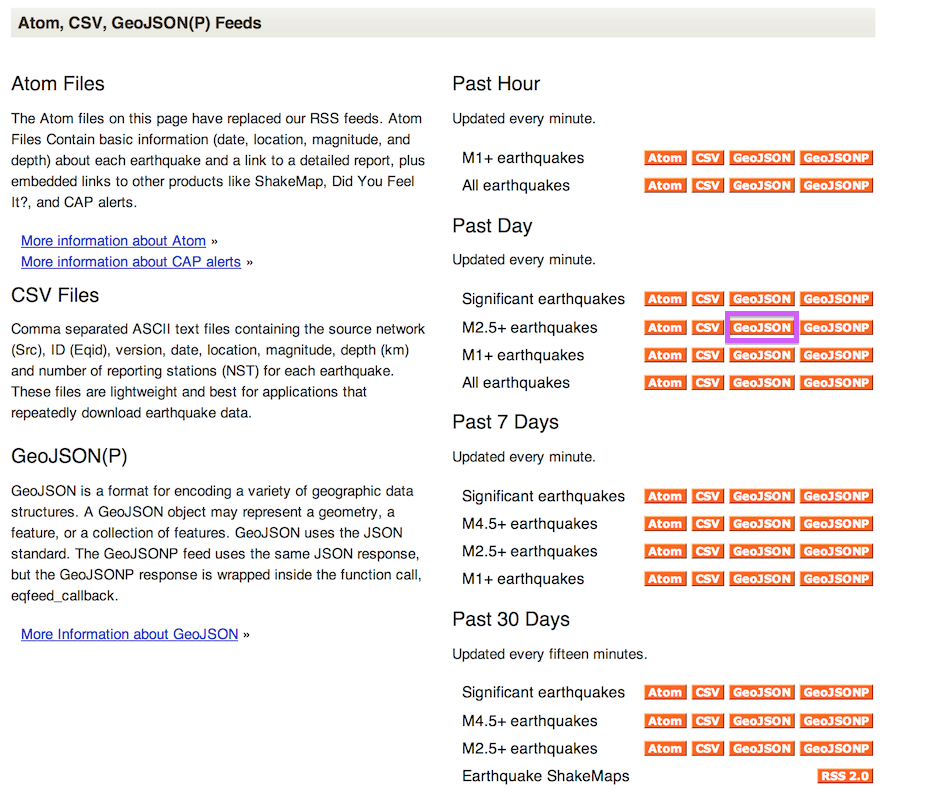 Atom, CSV, GeoJSON(P) Feeds
Atom Files
The Atom files on this page have replaced our RSS feeds. Atom
Files Contain basic information (date, location, magnitude, and
depth) about each earthquake and a link to a detailed report, plus
embedded links to other products like ShakeMap, Did You Feel
It?, and CAP alerts.
More information about Atom »
More information about CAP alerts »
CSV Files
Comma separated ASCII text files containing the source network
(Src), ID (Eqid), version, date, location, magnitude, depth (km)
and number of reporting stations (NST) for each earthquake.
These files are lightweight and best for applications that
repeatedly download earthquake data.
GeoJSON(P)
GeoJSON is a format for encoding a variety of geographic data
structures. A GeoJSON object may represent a geometry, a
feature, or a collection of features. GeoJSON uses the JSON
standard. The GeoJSONP feed uses the same JSON response,
but the GeoJSONP response is wrapped inside the function call,
eqfeed_callback.
More Information about GeoJSON »
Past Hour
Updated every minute.
M1+ earthquakes Atom CSV GeoJSON GeoJSONP
All earthquakes Atom CSV GeoJSON GeoJSONP
Past Day
Updated every minute.
Significant earthquakes Atom CSV GeoJSON GeoJSONP
M2.5+ earthquakes Atom CSV GeoJSON GeoJSONP
M1+ earthquakes Atom CSV GeoJSON GeoJSONP
All earthquakes Atom CSV GeoJSON GeoJSONP
Past 7 Days
Updated every minute.
Significant earthquakes Atom CSV GeoJSON GeoJSONP
M4.5+ earthquakes Atom CSV GeoJSON GeoJSONP
M2.5+ earthquakes Atom CSV GeoJSON GeoJSONP
M1+ earthquakes Atom CSV GeoJSON GeoJSONP
Past 30 Days
Updated every fifteen minutes.
Significant earthquakes Atom CSV GeoJSON GeoJSONP
M4.5+ earthquakes Atom CSV GeoJSON GeoJSONP
M2.5+ earthquakes Atom CSV GeoJSON GeoJSONP
Earthquake ShakeMaps RSS 2.0